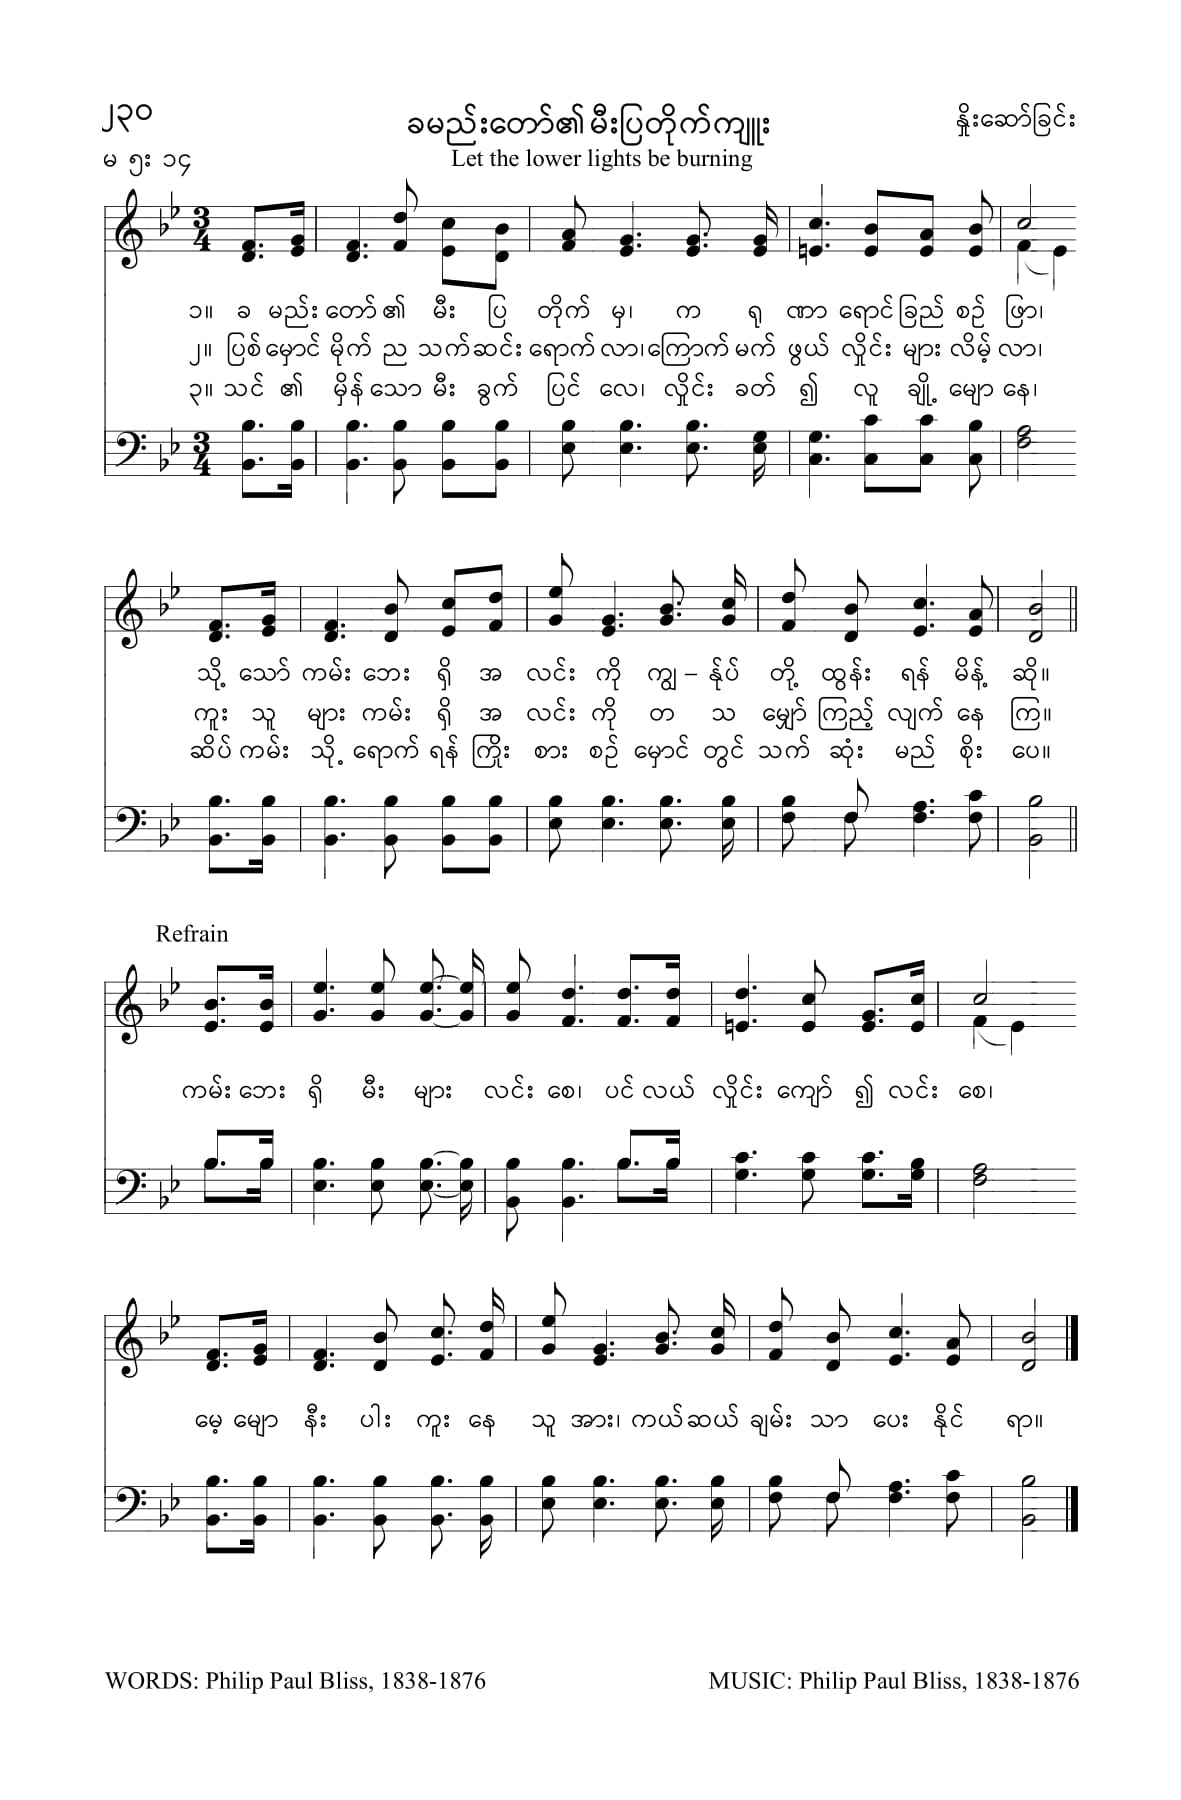 ၂၃၀
ခမည်းတော်၏ မီးပြတိုက်ကျူး
နှိုးဆော်ခြင်း
မ ၅း ၁၄
Let the lower lights be burning
၁။ ခ မည်း တော် ၏ မီး ပြ တိုက် မှ၊ က ရု ဏာ ရောင် ခြည် စဉ် ဖြာ၊
၂။ ပြစ် မှောင် မိုက် ည သက် ဆင်း ရောက် လာ၊ ကြောက် မက် ဖွယ် လှိုင်း များ လိမ့် လာ၊
၃။ သင် ၏ မှိန် သော မီး ခွက် ပြင် လေ၊ လှိုင်း ခတ် ၍ လူ ချို့ မျော နေ၊
သို့ သော် ကမ်း ဘေး ရှိ အ လင်း ကို ကျွ – န်ုပ် တို့ ထွန်း ရန် မိန့် ဆို။
ကူး သူ များ ကမ်း ရှိ အ လင်း ကို တ သ မျှော် ကြည့် လျက် နေ ကြ။
ဆိပ် ကမ်း သို့ ရောက် ရန် ကြိုး စား စဉ် မှောင် တွင် သက် ဆုံး မည် စိုး ပေ။
Refrain
ကမ်း ဘေး ရှိ မီး များ လင်း စေ၊ ပင် လယ် လှိုင်း ကျော် ၍ လင်း စေ၊
မေ့ မျော နီး ပါး ကူး နေ သူ အား၊ ကယ် ဆယ် ချမ်း သာ ပေး နိုင် ရာ။
WORDS: Philip Paul Bliss, 1838-1876
MUSIC: Philip Paul Bliss, 1838-1876